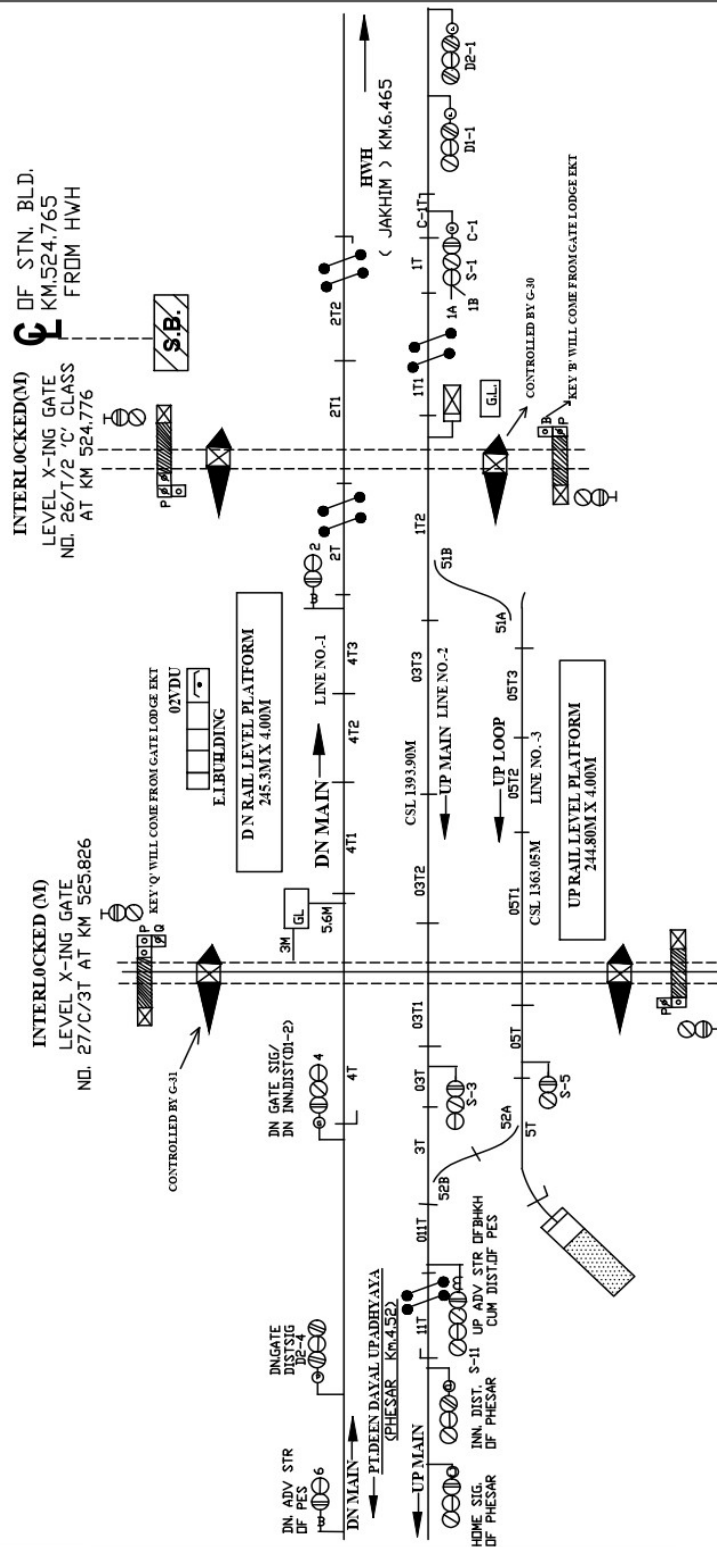 INTERLOCKED (M)
LEVEL X-ING GATE
NO. 27/C/3T AT KM 525.826
KEY 'Q' WILL COME FROM GATE LODGE EKT
P
Q
CONTROLLED BY G-31
INTERLOCKED(M)
LEVEL X-ING GATE
NO. 26/T/2 'C' CLASS
AT KM 524.776
P
CL OF STN. BLD.
KM.524.765
FROM HWH
S.B.
02VDU
E.I.BUILDING
D N RAIL LEVEL PLATFORM
245.3M X 4.00M
DN. ADV STR
OF PES
6
DN.GATE
DISTSIG
D2-4
DN GATE SIG/
DN INN.DIST(D1-2)
4
3M
GL
5.6M
2
DN MAIN
4T
4T1
4T2
4T3
2T
2T1
2T2
DN MAIN
LINE NO.-1
HWH
( JAKHIM ) KM.6.465
PT.DEEN DAYAL UPADHYAYA
(PHESAR Km.4.52)
UP MAIN
11T
011T
3T
03T
03T1
03T2
03T3
1T2
1T1
1T
C-1T
CSL 1393.90M
UP MAIN LINE NO.-2
52B
51B
1A
1B
S-1
C-1
D1-1
D2-1
HOME SIG.
OF PHESAR
INN. DIST.
OF PHESAR
S-11
UP ADV STR OFBHKH
CUM DIST.OF PES
S-3
52A
5T
S-5
05T
05T1
05T2
05T3
UP LOOP
CSL 1363.05M
LINE NO. -3
51A
UP RAIL LEVEL PLATFORM
244.80M X 4.00M
G.L.
CONTROLLED BY G-30
B
P
KEY 'B' WILL COME FROM GATE LODGE EKT
P